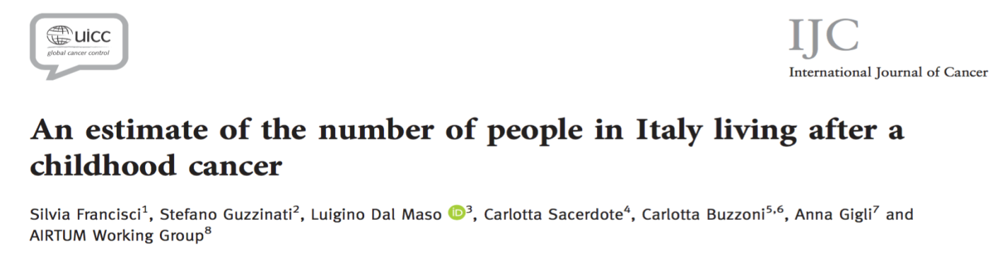 uicc
global cancer control
IJC
International Journal of Cancer
An estimate of the number of people in Italy living after a
childhood cancer
Silvia Francisci¹, Stefano Guzzinati², Luigino Dal Maso iD³, Carlotta Sacerdote⁴, Carlotta Buzzoni⁵,⁶, Anna Gigli⁷ and
AIRTUM Working Group⁸